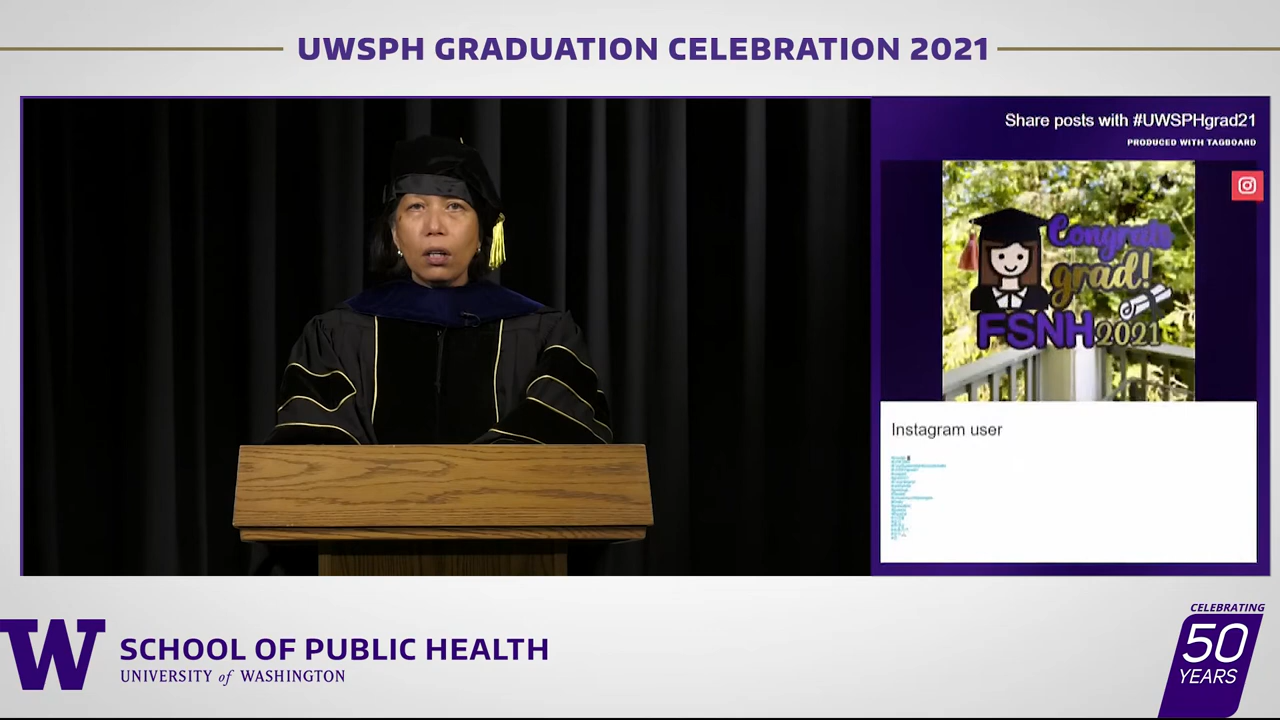 UWSPH GRADUATION CELEBRATION 2021
Share posts with #UWSPHgrad21
PRODUCED WITH TAGBOARD
Congrats
grad!
FSNH 2021
Instagram user
W SCHOOL OF PUBLIC HEALTH
UNIVERSITY of WASHINGTON
CELEBRATING
50
YEARS